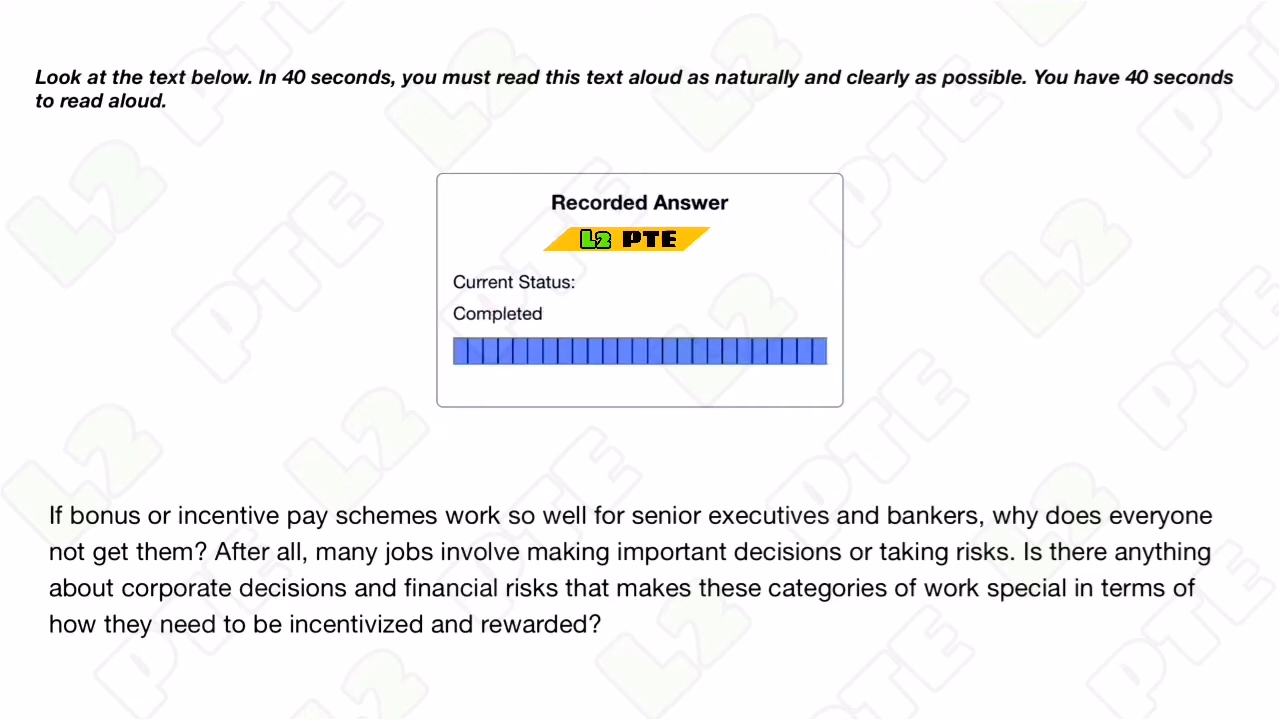 Look at the text below. In 40 seconds, you must read this text aloud as naturally and clearly as possible. You have 40 seconds
to read aloud.
Recorded Answer
L2 PTE
Current Status:
Completed
If bonus or incentive pay schemes work so well for senior executives and bankers, why does everyone
not get them? After all, many jobs involve making important decisions or taking risks. Is there anything
about corporate decisions and financial risks that makes these categories of work special in terms of
how they need to be incentivized and rewarded?